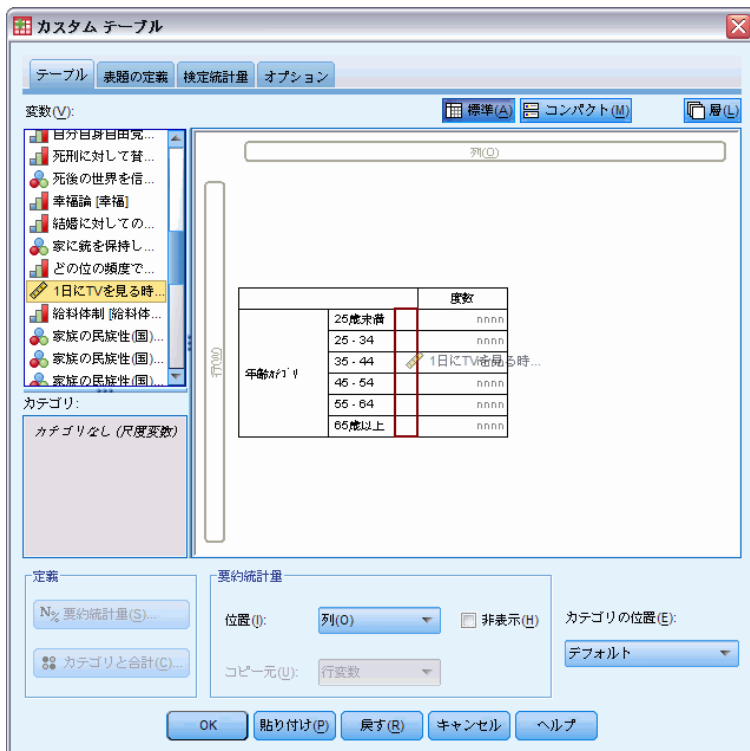 カスタム テーブル
テーブル 表題の定義 検定統計量 オプション
変数(V):
標準(A) コンパクト(M) 層(L)
自分自身自由党...
死刑に対して賛...
死後の世界を信...
幸福論 [幸福]
結婚に対しての...
家に銃を保持し...
どの位の頻度で...
1日にTVを見る時...
給料体制 [給料体...
家族の民族性(国)...
家族の民族性(国)...
家族の民族性(国)...
カテゴリ:
カテゴリなし (尺度変数)
列(O)
行(W)
度数
年齢カテゴリ
25歳未満 nnnn
25 - 34 nnnn
35 - 44 1日にTVを見る時...
45 - 54 nnnn
55 - 64 nnnn
65歳以上 nnnn
定義
N% 要約統計量(S)...
カテゴリと合計(C)...
要約統計量
位置(I): 列(O) 非表示(H)
コピー元(U): 行変数
カテゴリの位置(E):
デフォルト
OK 貼り付け(P) 戻す(R) キャンセル ヘルプ